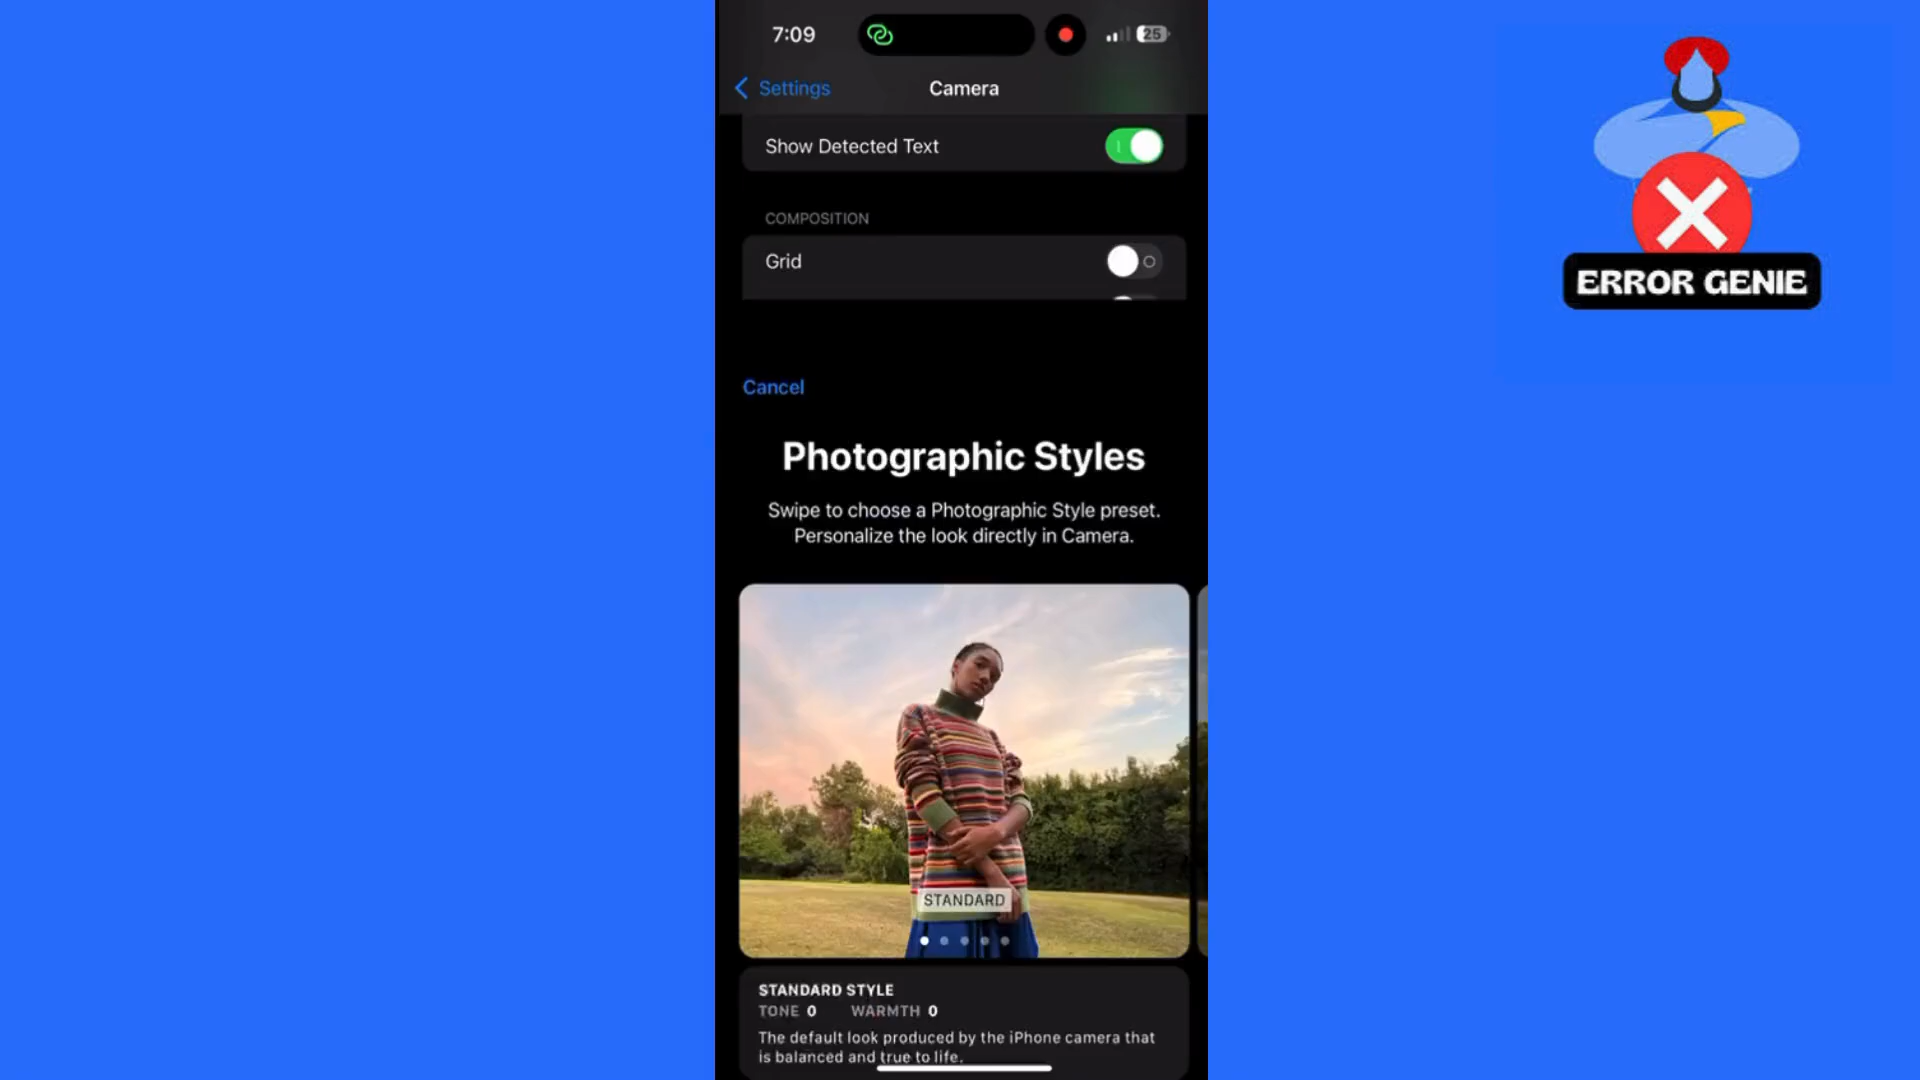 7:09
25
Settings
Camera
Show Detected Text
COMPOSITION
Grid
Cancel
Photographic Styles
Swipe to choose a Photographic Style preset.
Personalize the look directly in Camera.
STANDARD
STANDARD STYLE
TONE 0 WARMTH 0
The default look produced by the iPhone camera that
is balanced and true to life.
ERROR GENIE